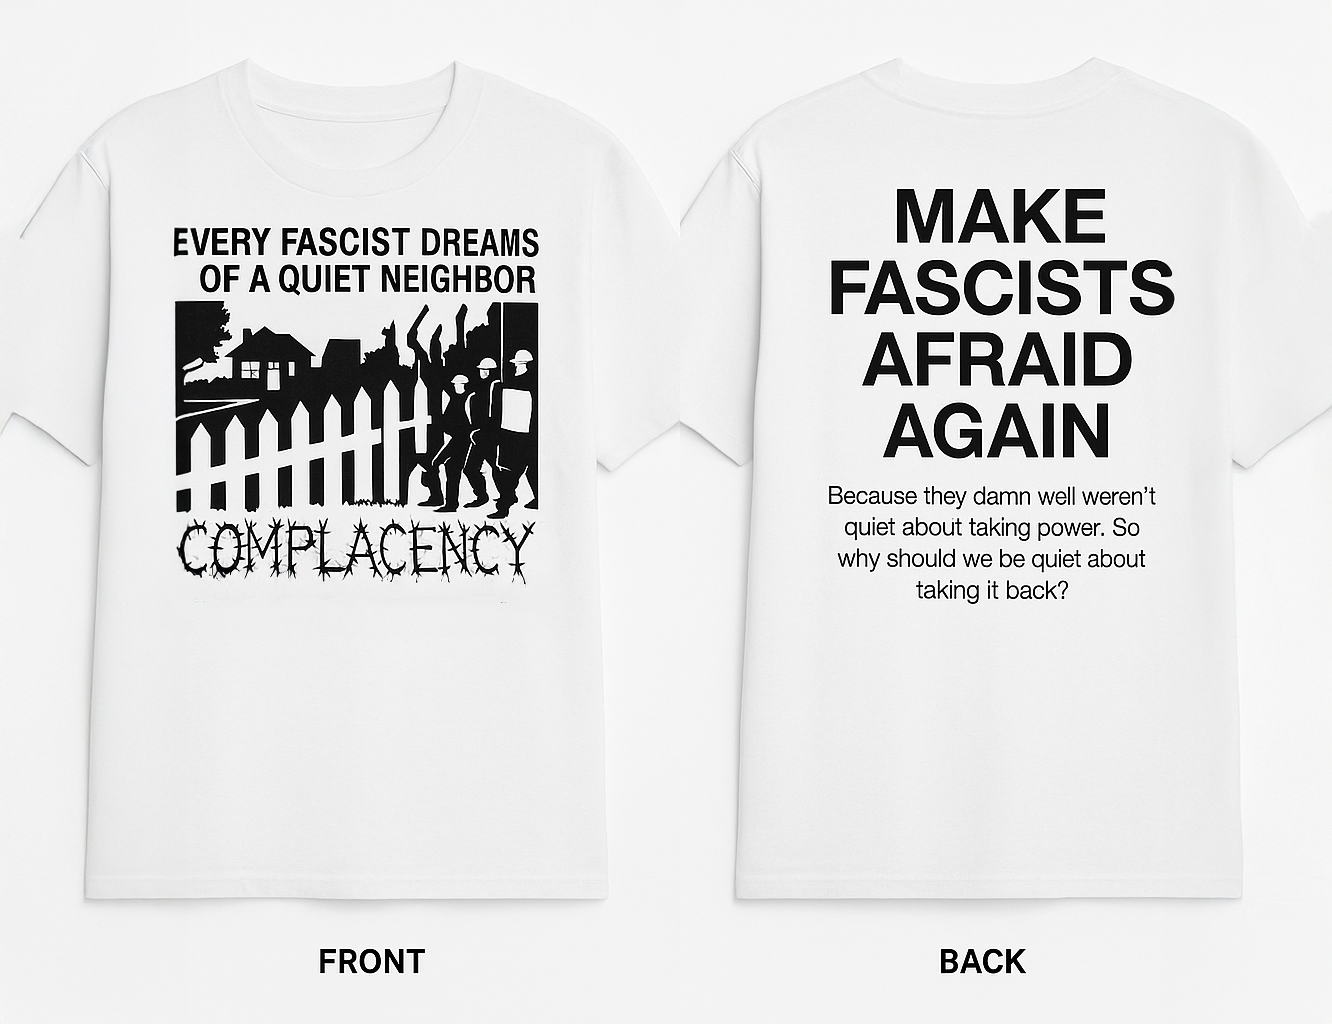 EVERY FASCIST DREAMS
OF A QUIET NEIGHBOR
COMPLACENCY
FRONT
MAKE
FASCISTS
AFRAID
AGAIN
Because they damn well weren't
quiet about taking power. So
why should we be quiet about
taking it back?
BACK